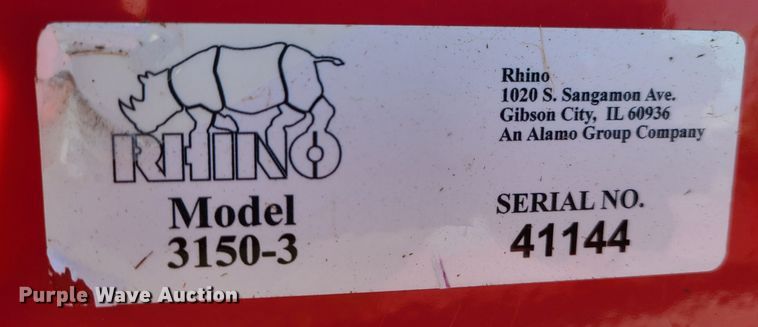 RHINO
Model
3150-3
Rhino
1020 S. Sangamon Ave.
Gibson City, IL 60936
An Alamo Group Company
SERIAL NO.
41144
Purple Wave Auction